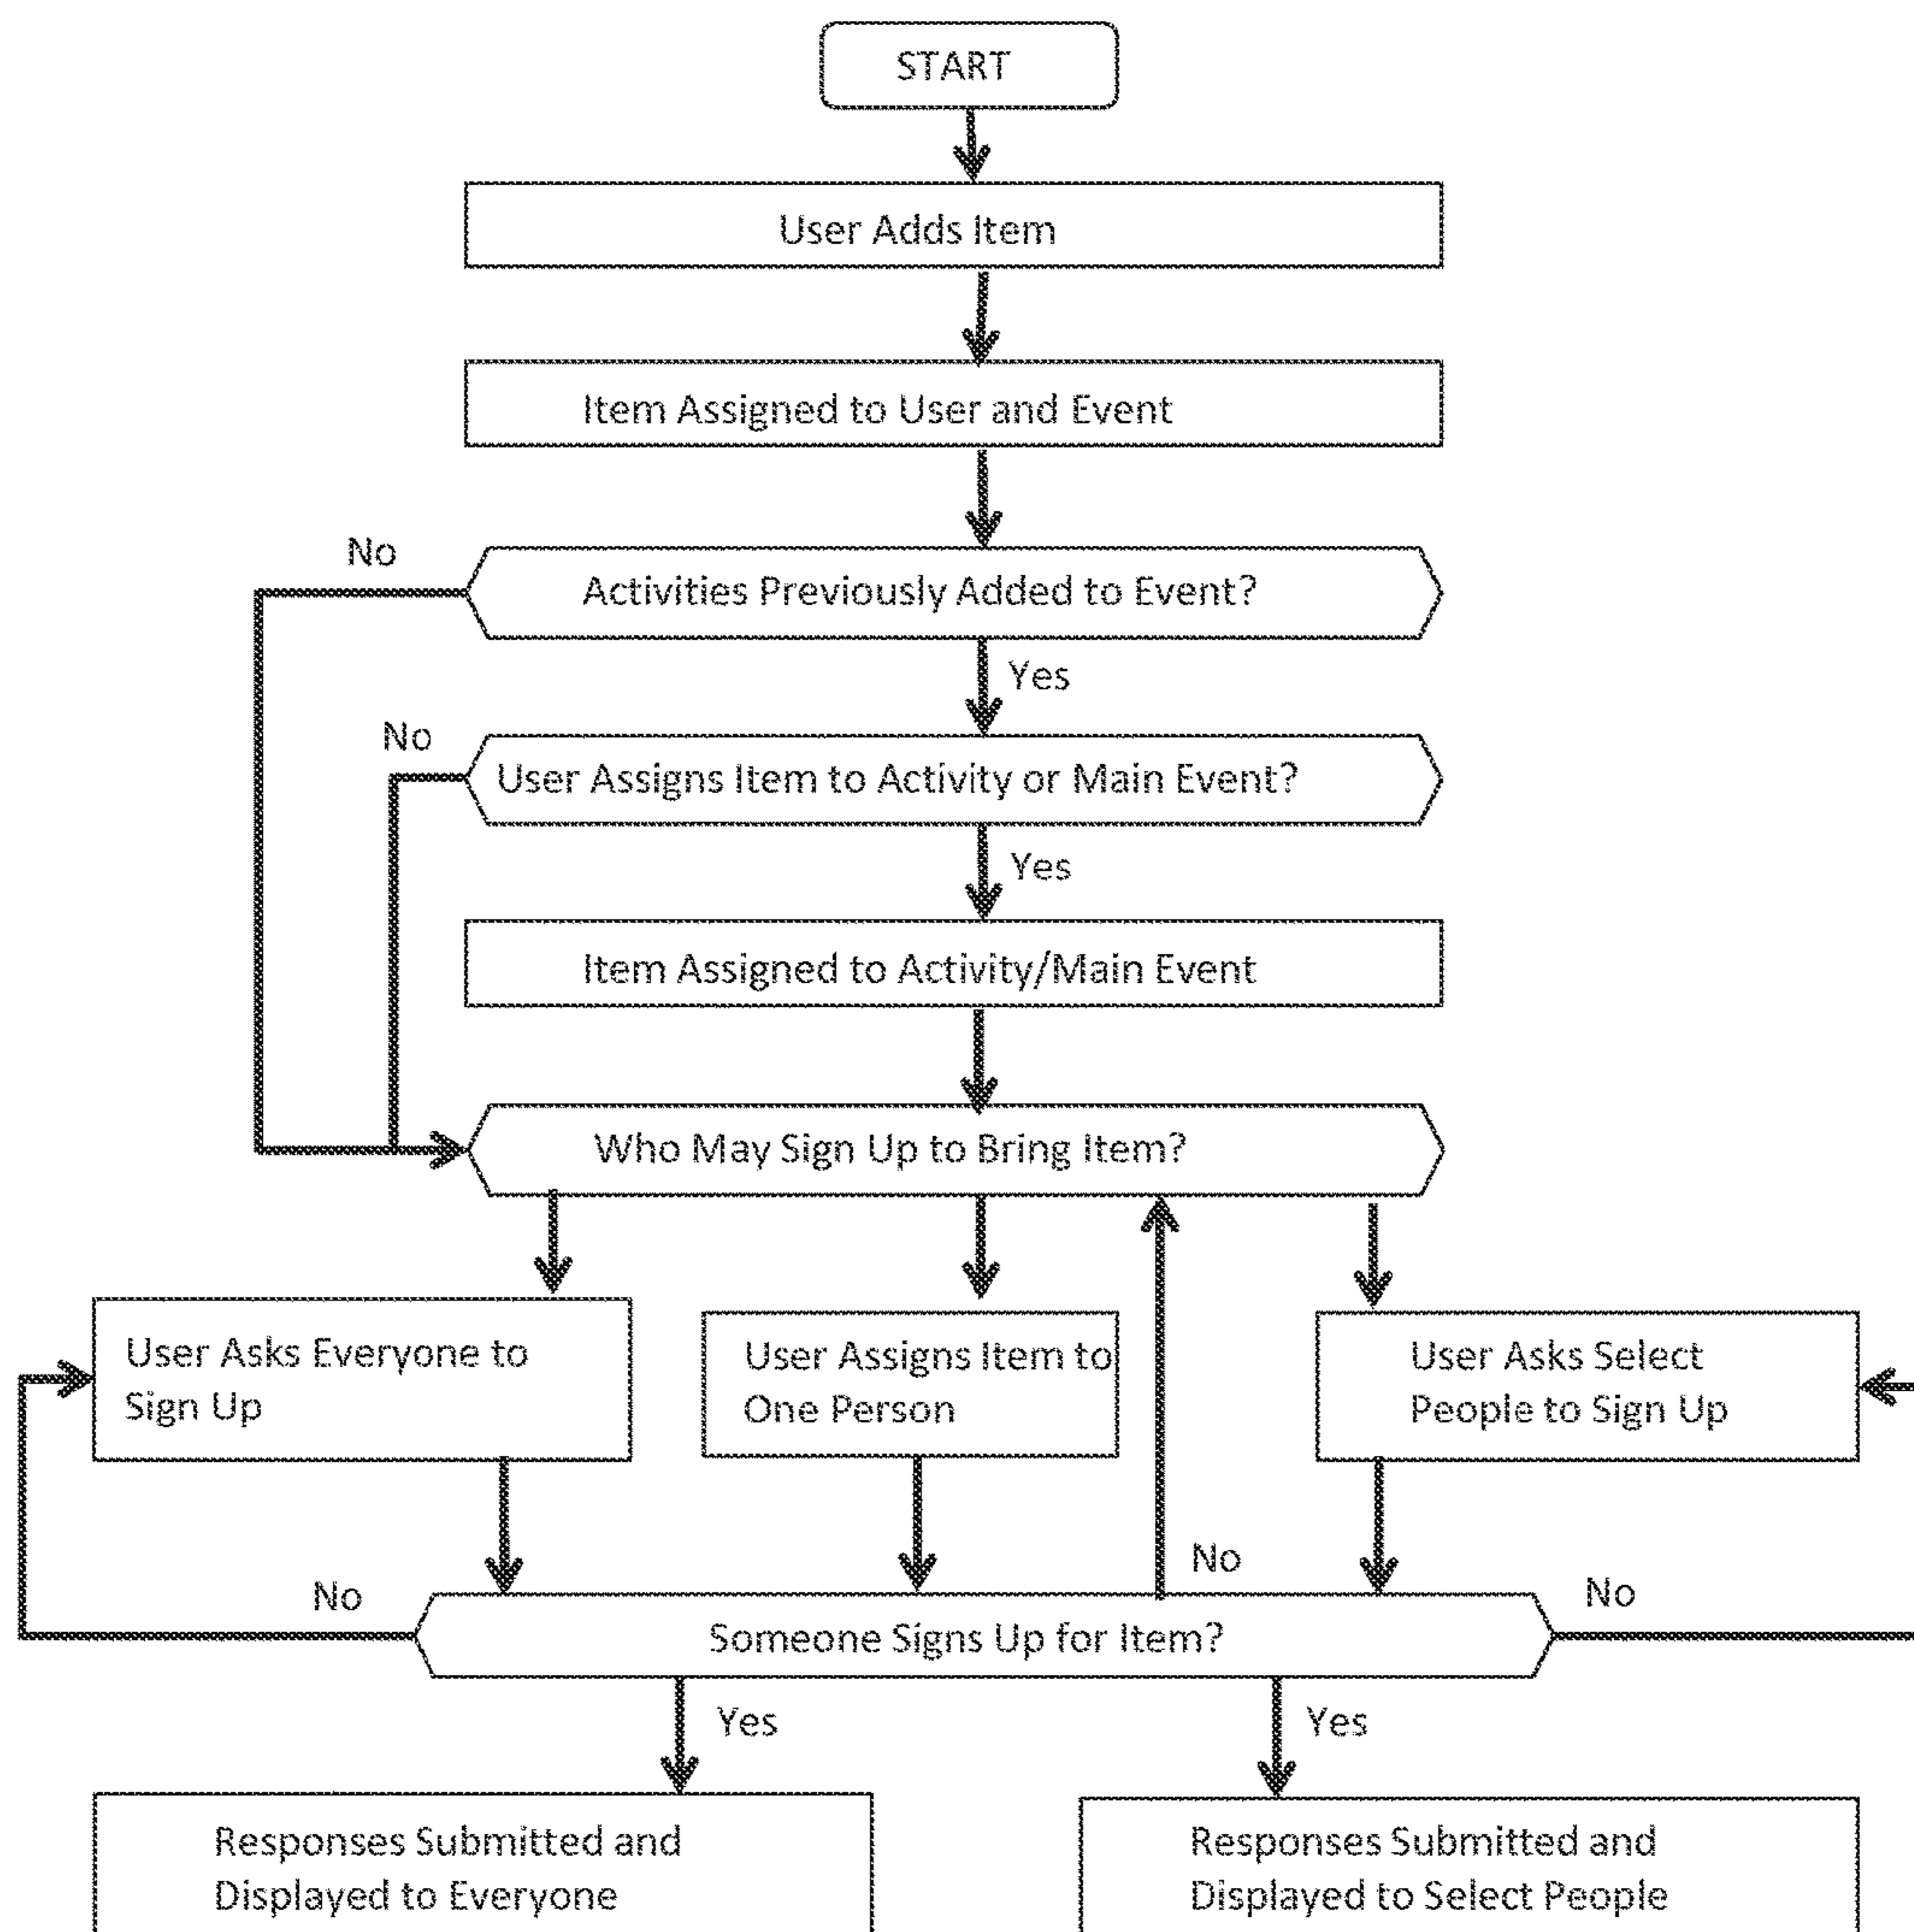 START
User Adds Item
Item Assigned to User and Event
No
Activities Previously Added to Event?
Yes
No
User Assigns Item to Activity or Main Event?
Yes
Item Assigned to Activity/Main Event
Who May Sign Up to Bring Item?
User Asks Everyone to
Sign Up
User Assigns Item to
One Person
User Asks Select
People to Sign Up
No
No
No
Someone Signs Up for Item?
Yes
Yes
Responses Submitted and
Displayed to Everyone
Responses Submitted and
Displayed to Select People